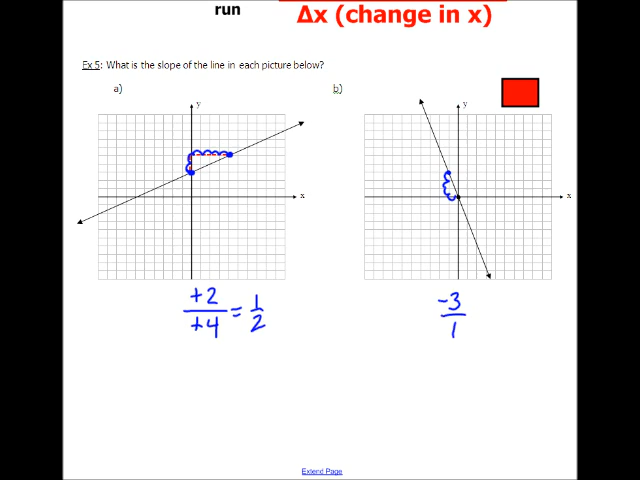 run
Δx (change in x)
Ex 5: What is the slope of the line in each picture below?
a)
b)
y
y
x
x
+2
+4
= 1
2
-3
1
Extend Page